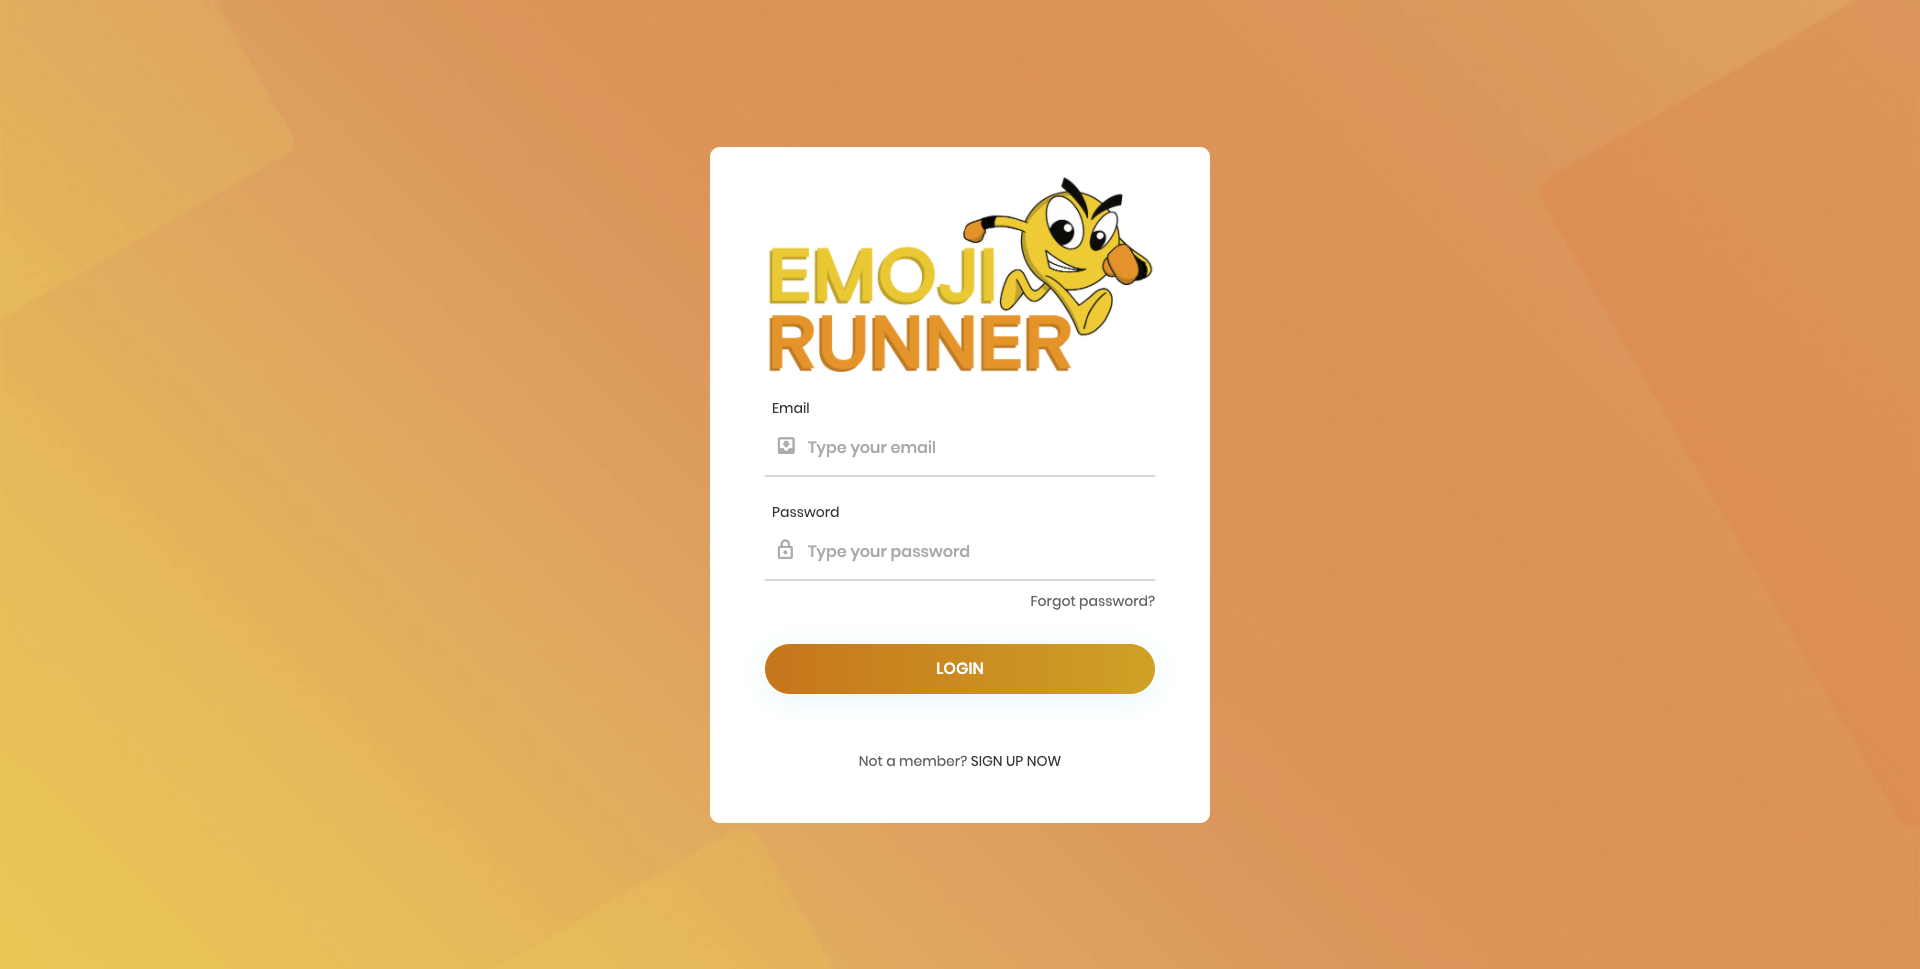 EMOJI
RUNNER
Email
Type your email
Password
Type your password
Forgot password?
LOGIN
Not a member? SIGN UP NOW